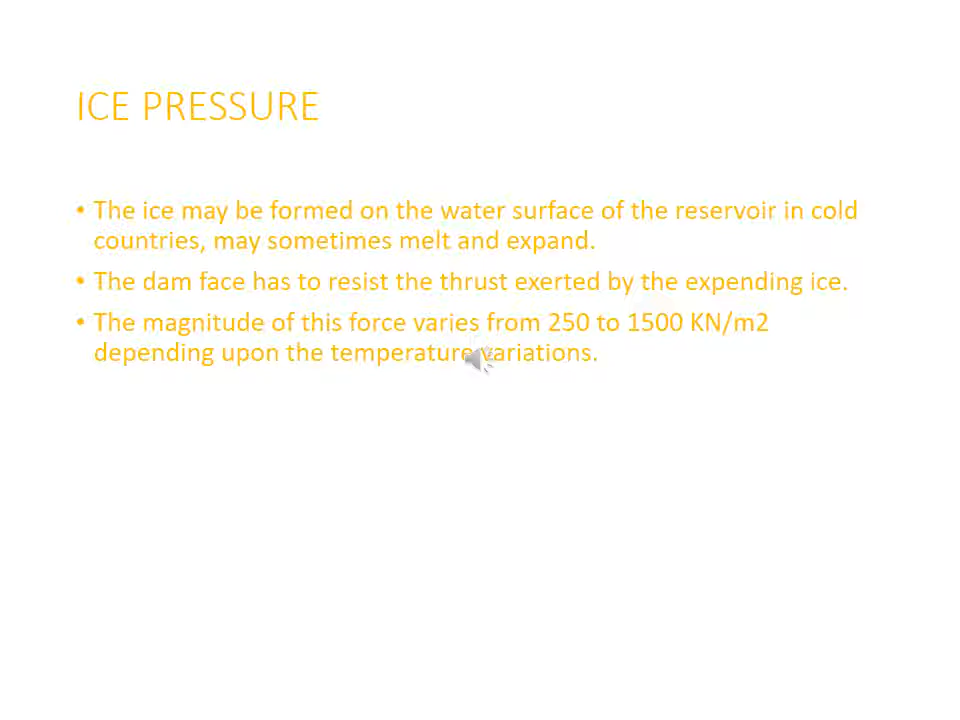 ICE PRESSURE
• The ice may be formed on the water surface of the reservoir in cold
countries, may sometimes melt and expand.
• The dam face has to resist the thrust exerted by the expending ice.
• The magnitude of this force varies from 250 to 1500 KN/m2
depending upon the temperature variations.